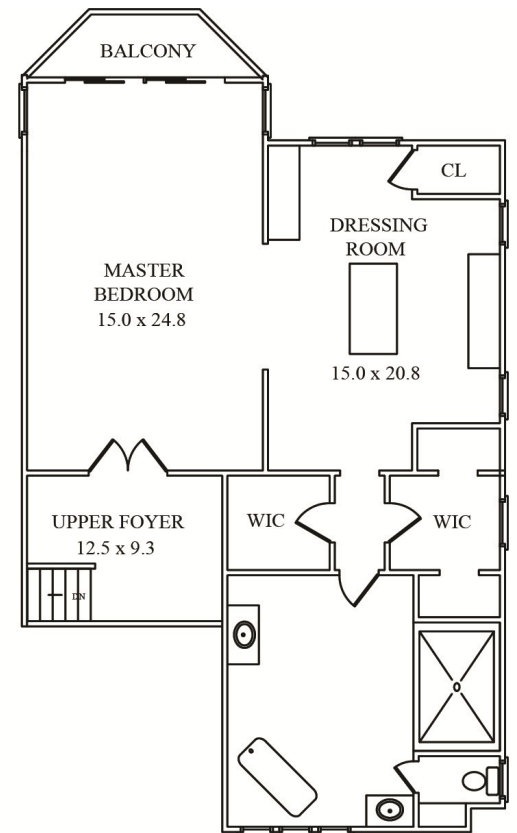 BALCONY
CL
DRESSING
ROOM
MASTER
BEDROOM
15.0 x 24.8
15.0 x 20.8
UPPER FOYER
12.5 x 9.3
WIC
WIC
DN